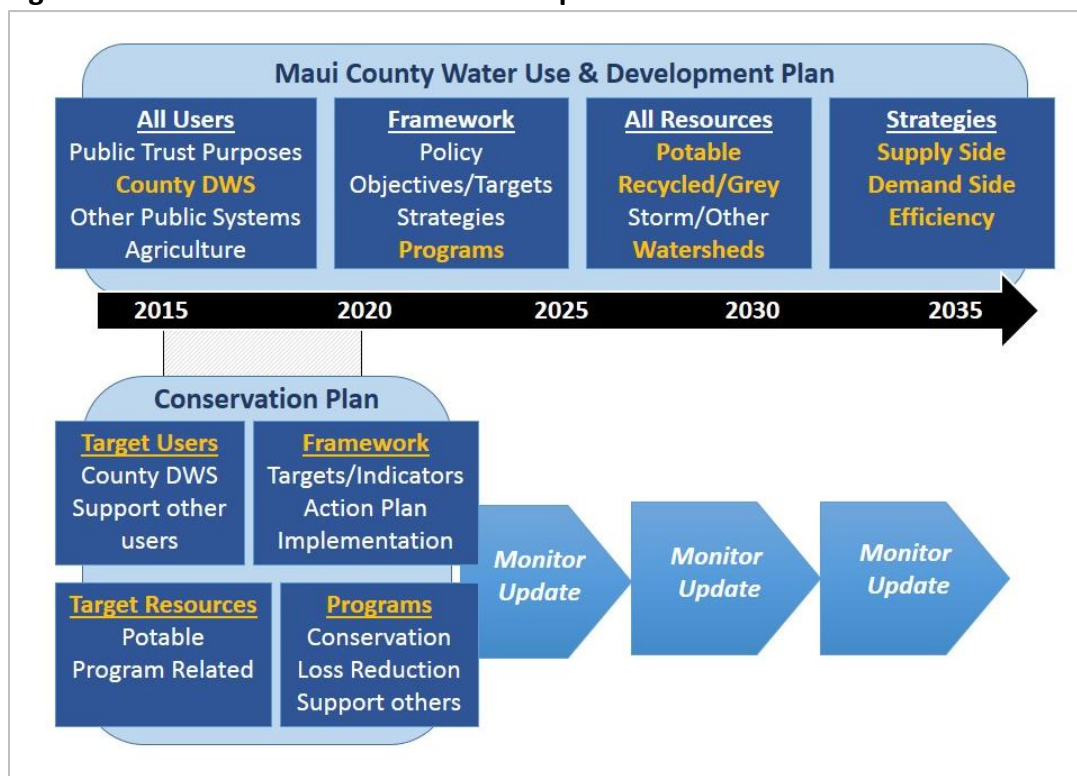 Maui County Water Use & Development Plan
All Users
Public Trust Purposes
County DWS
Other Public Systems
Agriculture
Framework
Policy
Objectives/Targets
Strategies
Programs
All Resources
Potable
Recycled/Grey
Storm/Other
Watersheds
Strategies
Supply Side
Demand Side
Efficiency
2015 2020 2025 2030 2035
Conservation Plan
Target Users
County DWS
Support other
users
Framework
Targets/Indicators
Action Plan
Implementation
Target Resources
Potable
Program Related
Programs
Conservation
Loss Reduction
Support others
Monitor
Update
Monitor
Update
Monitor
Update